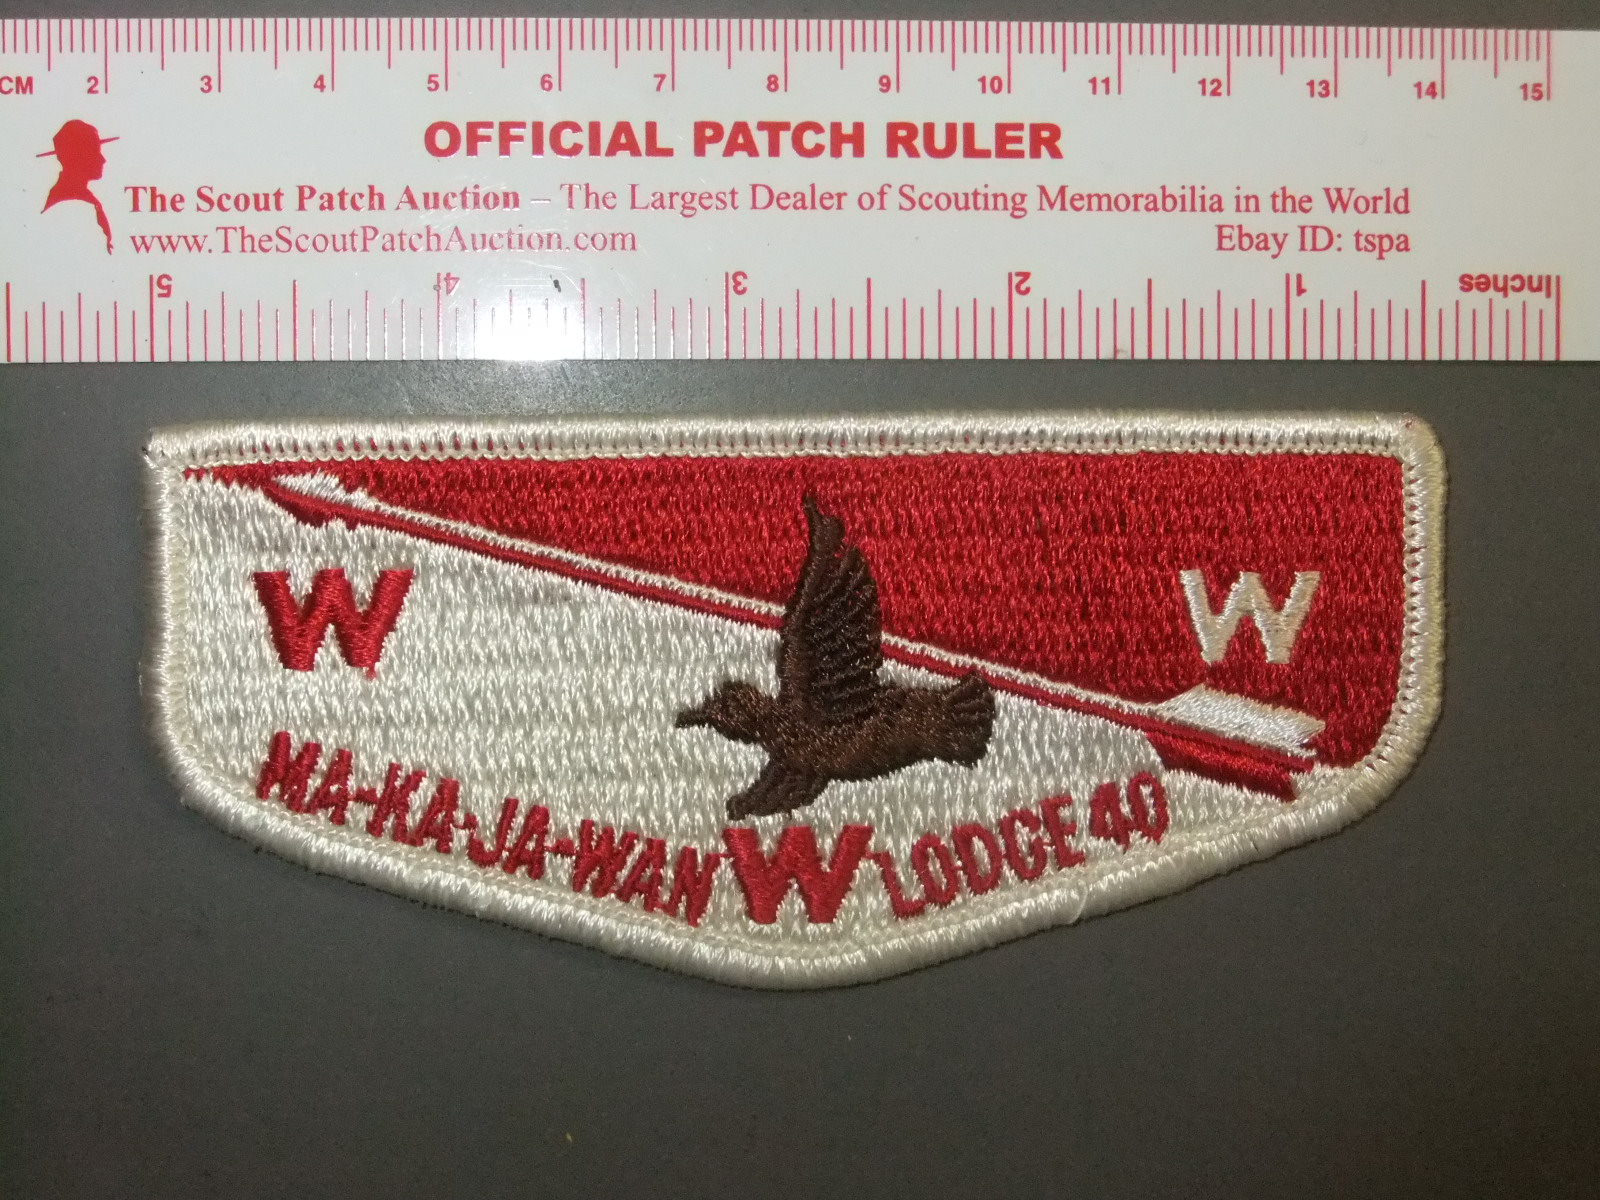 CM 2 3 4 5 6 7 8 9 10 11 12 13 14 15
OFFICIAL PATCH RULER
The Scout Patch Auction – The Largest Dealer of Scouting Memorabilia in the World
www.TheScoutPatchAuction.com Ebay ID: tspa
5 4 3 2 1 Inches
W W
MA-KA-JA-WAN W LODGE 40